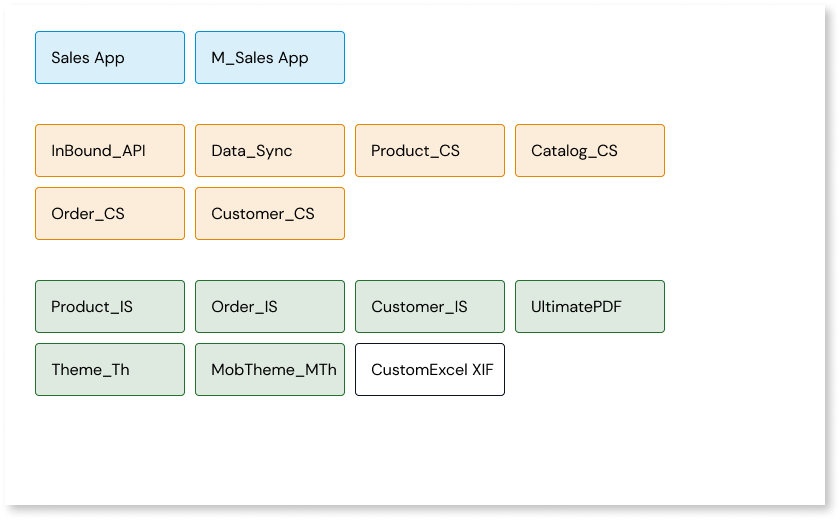 Sales App
M_Sales App
InBound_API
Data_Sync
Product_CS
Catalog_CS
Order_CS
Customer_CS
Product_IS
Order_IS
Customer_IS
UltimatePDF
Theme_Th
MobTheme_MTh
CustomExcel XIF